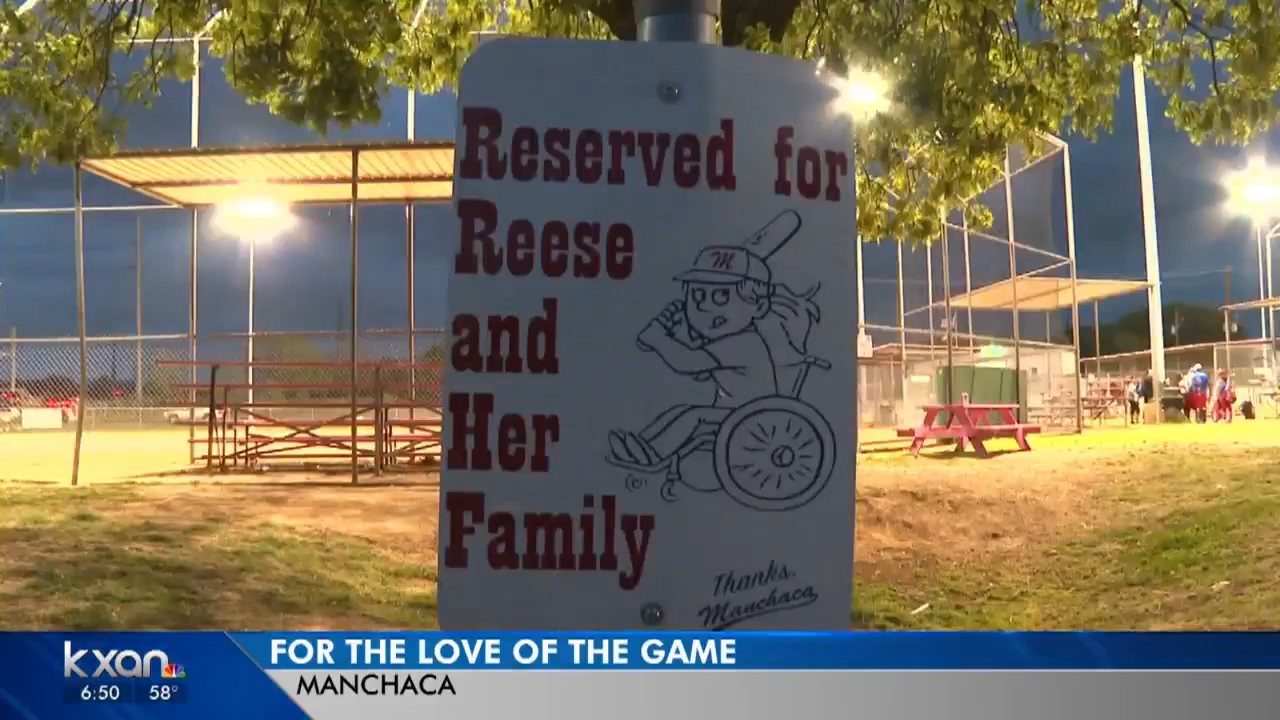 Reserved for
Reese
and
Her
Family
M
Thanks,
Manchaca
kxan
6:50 58°
FOR THE LOVE OF THE GAME
MANCHACA